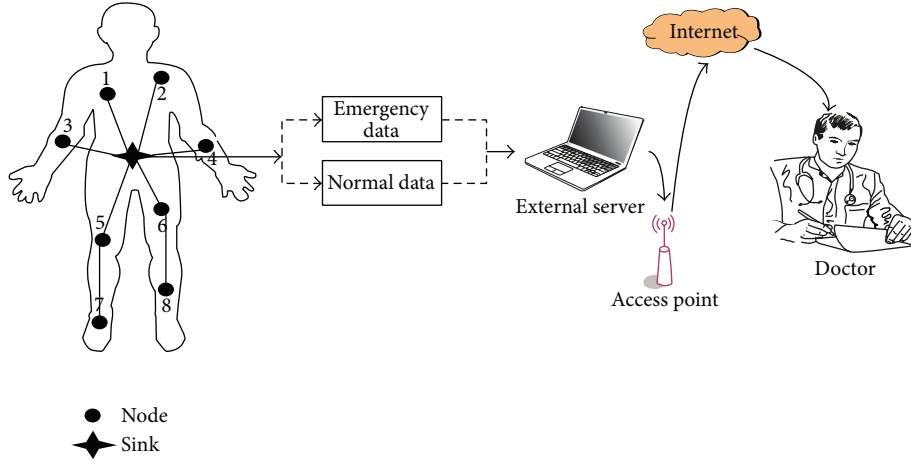 1
2
3
4
5
6
7
8
Emergency
data
Normal data
External server
Access point
Internet
Doctor
Node
Sink